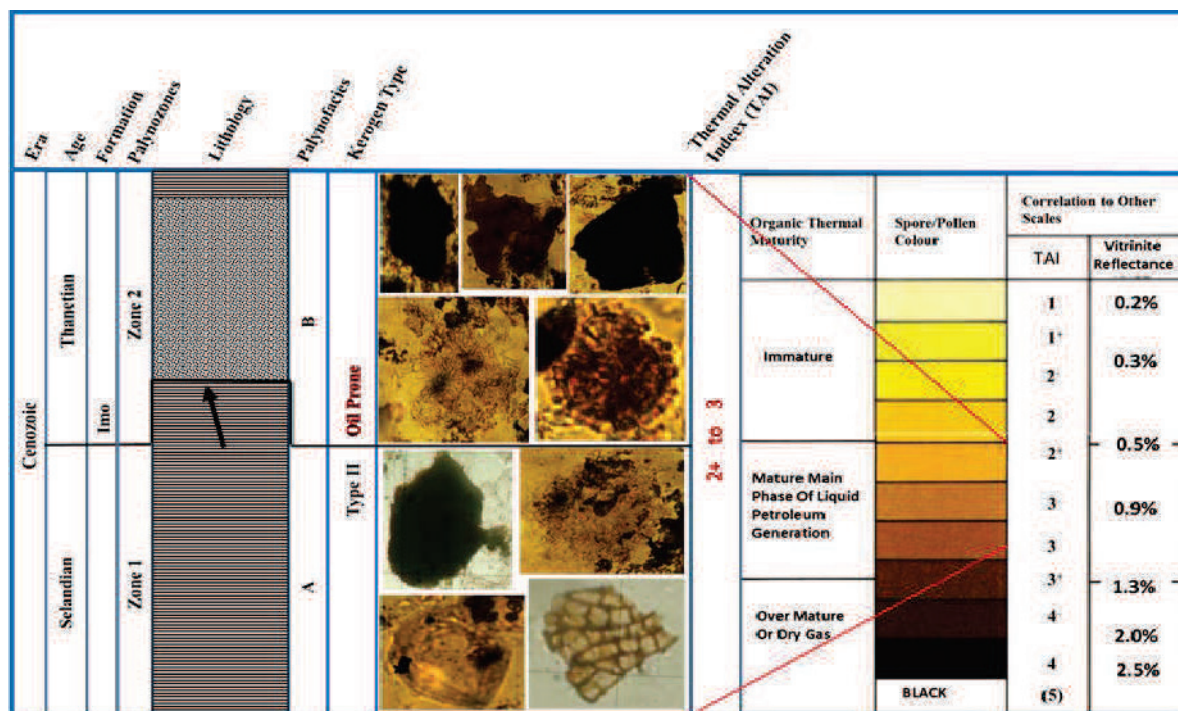 Era
Age
Formation
Palynozones
Lithology
Palynofacies
Kerogen Type
Thermal Alteration
Indeex (TAI)
Cenozoic
Thanetian
Selandian
Imo
Zone 2
Zone 1
B
A
Oil Prone
Type II
2+ to 3
Organic Thermal
Maturity
Spore/Pollen
Colour
Correlation to Other
Scales
TAI
Vitrinite
Reflectance
Immature
Mature Main
Phase Of Liquid
Petroleum
Generation
Over Mature
Or Dry Gas
BLACK
1
1+
2
2
2+
3
3
3+
4
4
(5)
0.2%
0.3%
0.5%
0.9%
1.3%
2.0%
2.5%